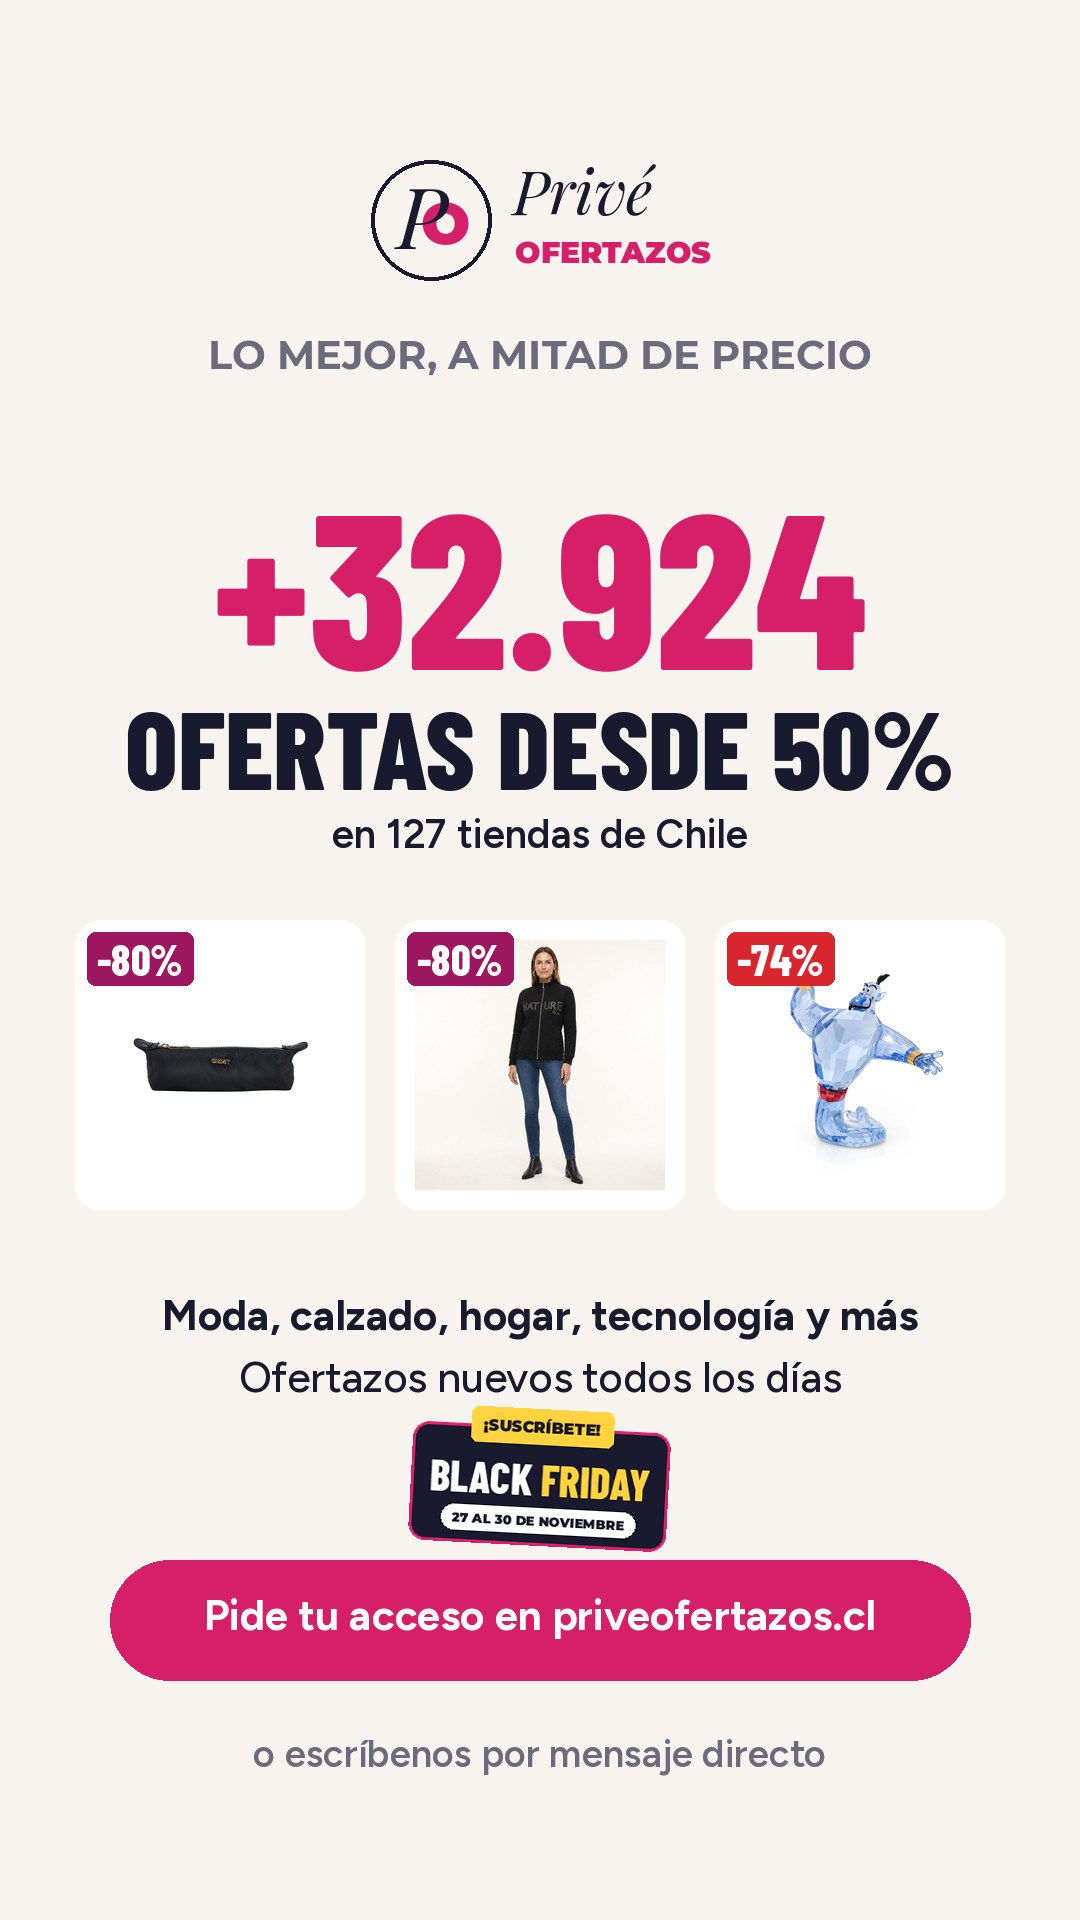 Po
Privé
OFERTAZOS
LO MEJOR, A MITAD DE PRECIO
+32.924
OFERTAS DESDE 50%
en 127 tiendas de Chile
-80%
-80%
-74%
NATURE
Moda, calzado, hogar, tecnología y más
Ofertazos nuevos todos los días
¡SUSCRÍBETE!
BLACK FRIDAY
27 AL 30 DE NOVIEMBRE
Pide tu acceso en priveofertazos.cl
o escríbenos por mensaje directo